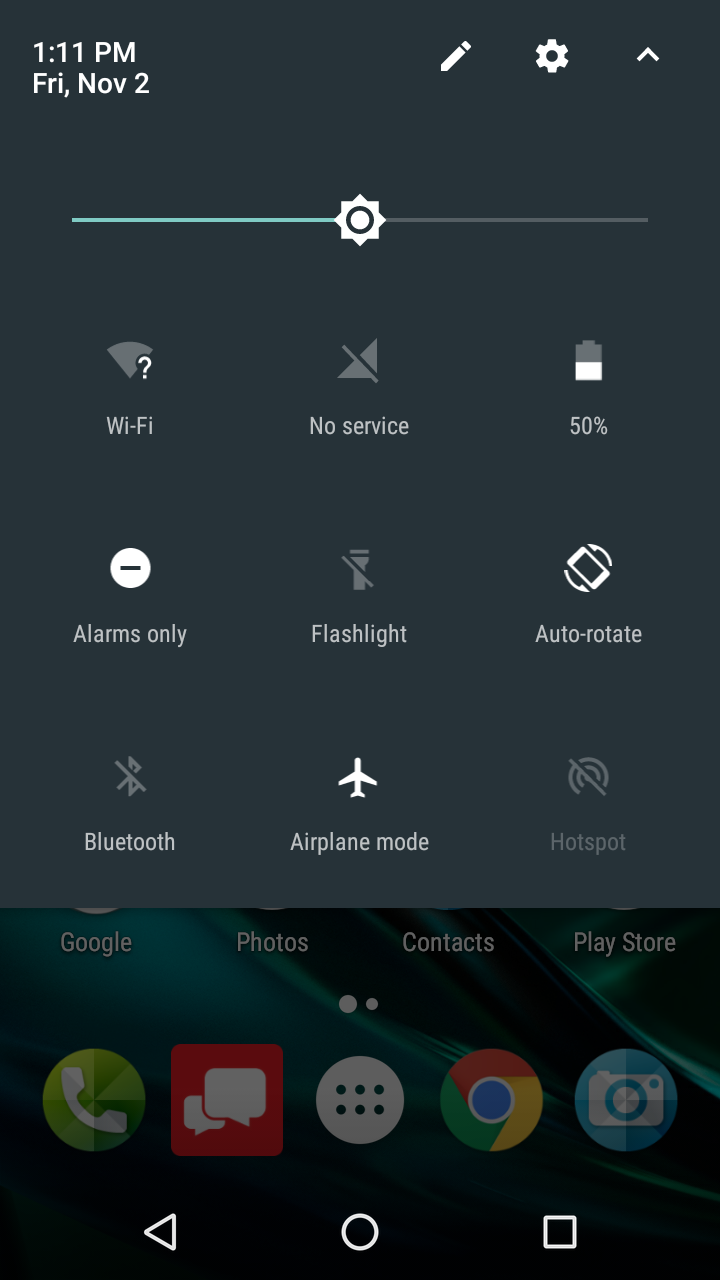 1:11 PM
Fri, Nov 2
?
Wi-Fi
No service
50%
Alarms only
Flashlight
Auto-rotate
Bluetooth
Airplane mode
Hotspot
Google
Photos
Contacts
Play Store